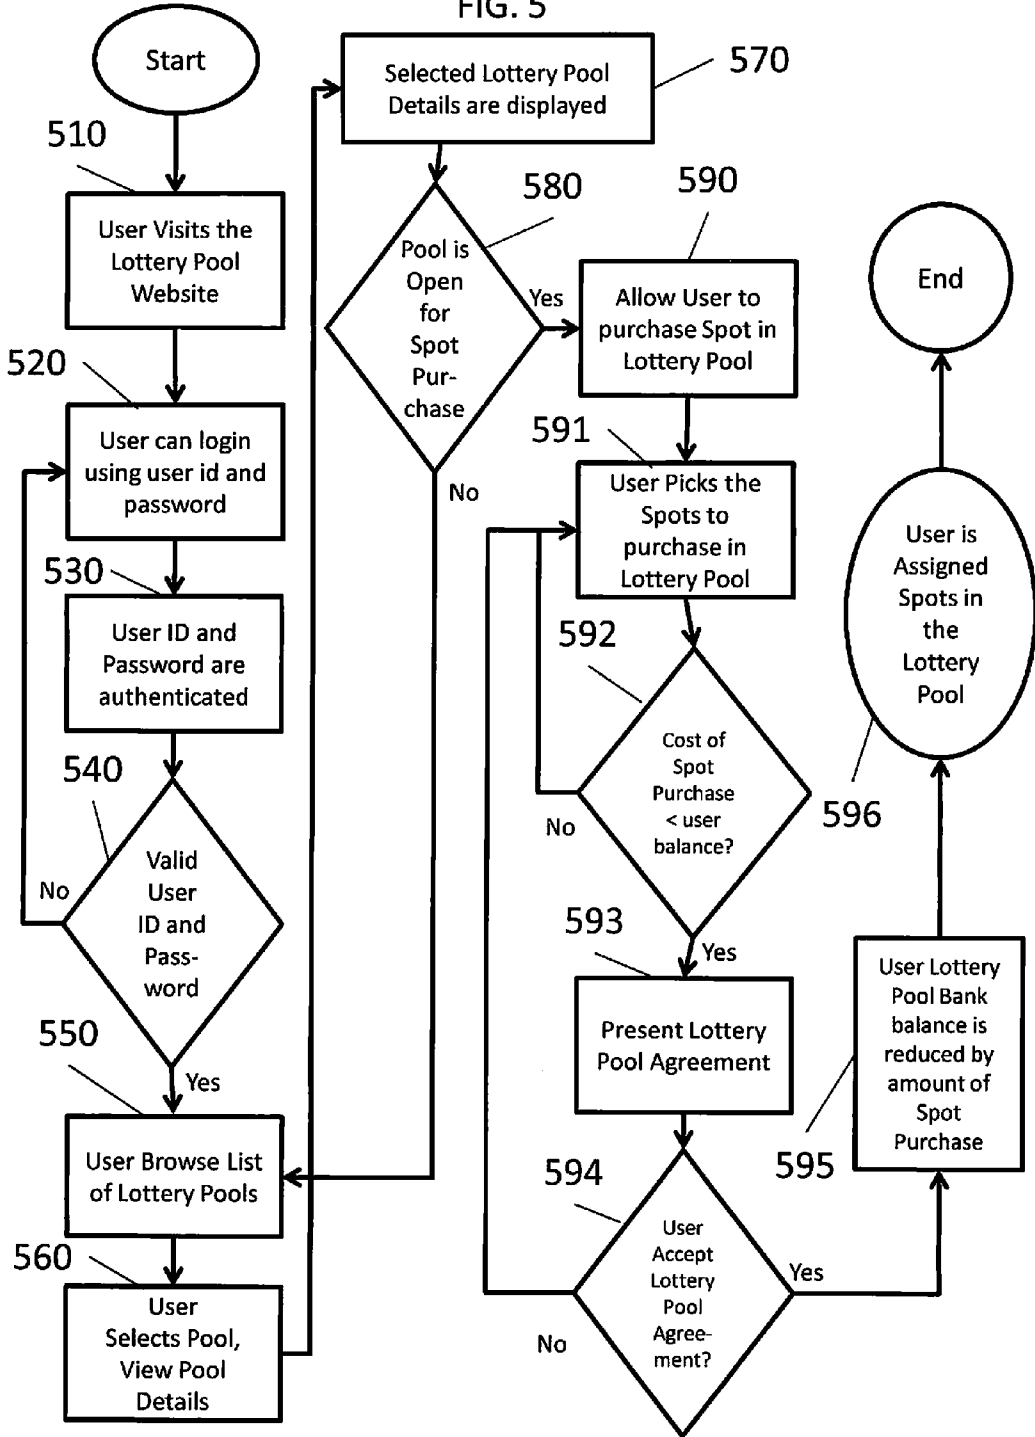 FIG. 5
Start
510
User Visits the
Lottery Pool
Website
520
User can login
using user id and
password
530
User ID and
Password are
authenticated
540
Valid
User
ID and
Pass-
word
No
Yes
550
User Browse List
of Lottery Pools
560
User
Selects Pool,
View Pool
Details
Selected Lottery Pool
Details are displayed
570
580
Pool is
Open
for
Spot
Pur-
chase
Yes
No
590
Allow User to
purchase Spot in
Lottery Pool
591
User Picks the
Spots to
purchase in
Lottery Pool
592
Cost of
Spot
Purchase
< user
balance?
No
Yes
593
Present Lottery
Pool Agreement
594
User
Accept
Lottery
Pool
Agree-
ment?
No
Yes
595
User Lottery
Pool Bank
balance is
reduced by
amount of
Spot
Purchase
596
User is
Assigned
Spots in
the
Lottery
Pool
End